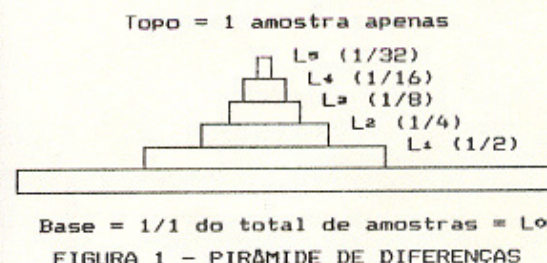 Topo = 1 amostra apenas
L5 (1/32)
L4 (1/16)
L3 (1/8)
L2 (1/4)
L1 (1/2)
Base = 1/1 do total de amostras = Lo
FIGURA 1 - PIRÂMIDE DE DIFERENÇAS